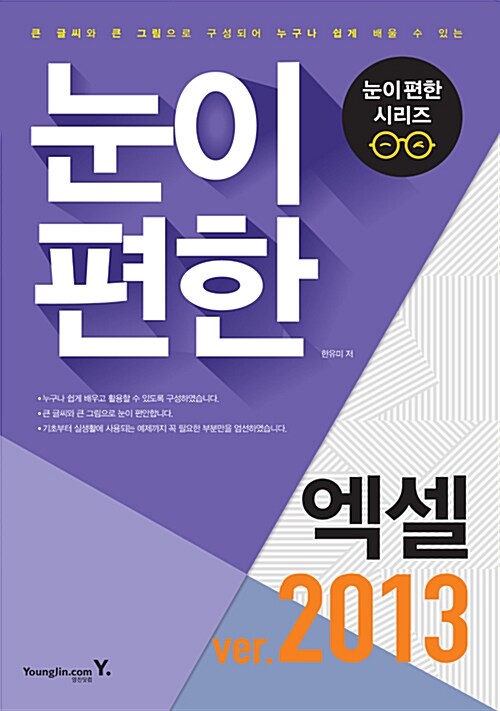 큰 글씨와 큰 그림으로 구성되어 누구나 쉽게 배울 수 있는
눈이
편한
눈이편한
시리즈
한유미 저
• 누구나 쉽게 배우고 활용할 수 있도록 구성하였습니다.
• 큰 글씨와 큰 그림으로 눈이 편안합니다.
• 기초부터 실생활에 사용되는 예제까지 꼭 필요한 부분만을 엄선하였습니다.
엑셀
ver.2013
YoungJin.com Y.
영진닷컴